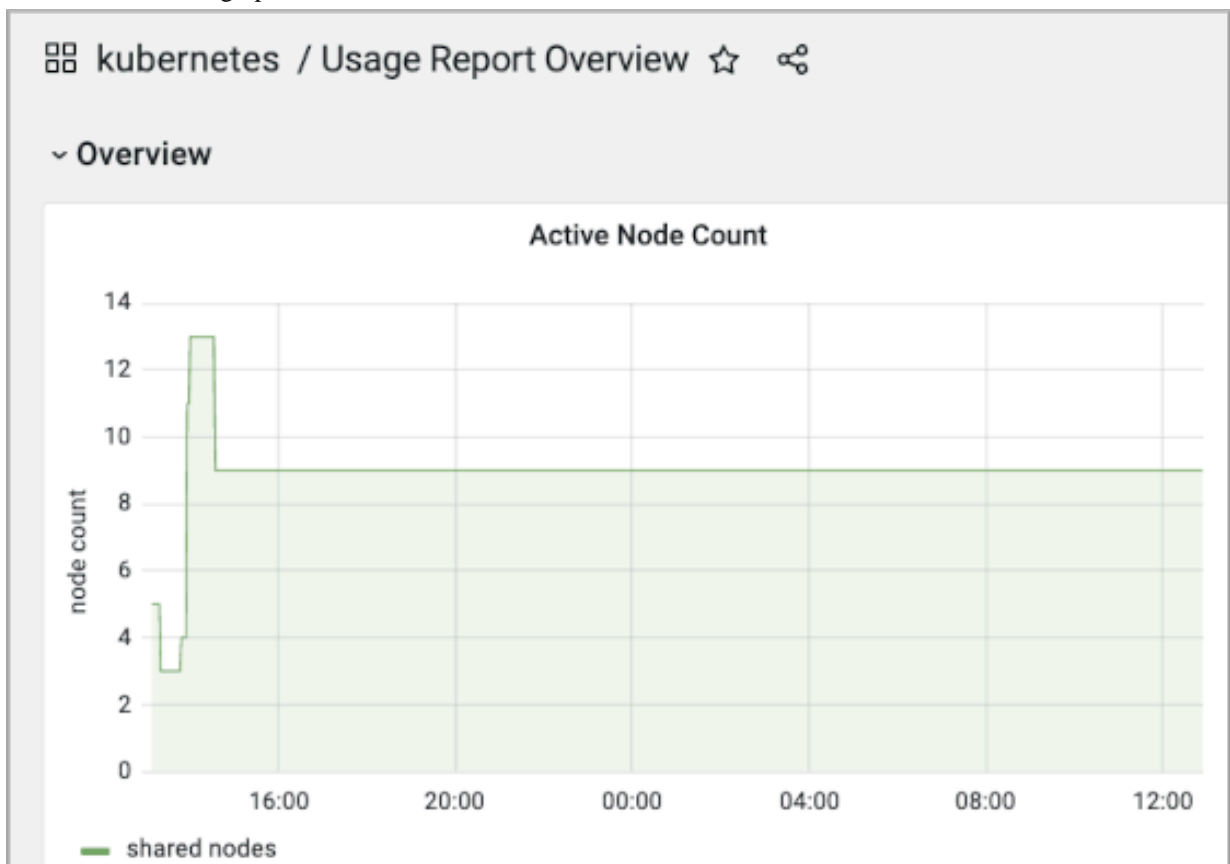 kubernetes / Usage Report Overview
Overview
Active Node Count
14
12
10
8
6
4
2
0
node count
16:00 20:00 00:00 04:00 08:00 12:00
shared nodes